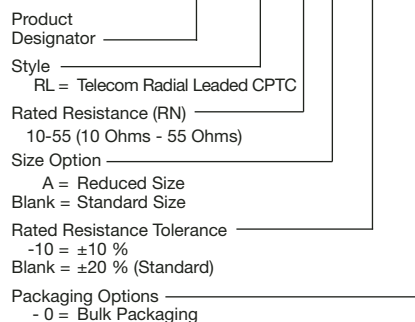 Product
Designator
Style
RL = Telecom Radial Leaded CPTC
Rated Resistance (RN)
10-55 (10 Ohms - 55 Ohms)
Size Option
A = Reduced Size
Blank = Standard Size
Rated Resistance Tolerance
-10 = ±10 %
Blank = ±20 % (Standard)
Packaging Options
- 0 = Bulk Packaging